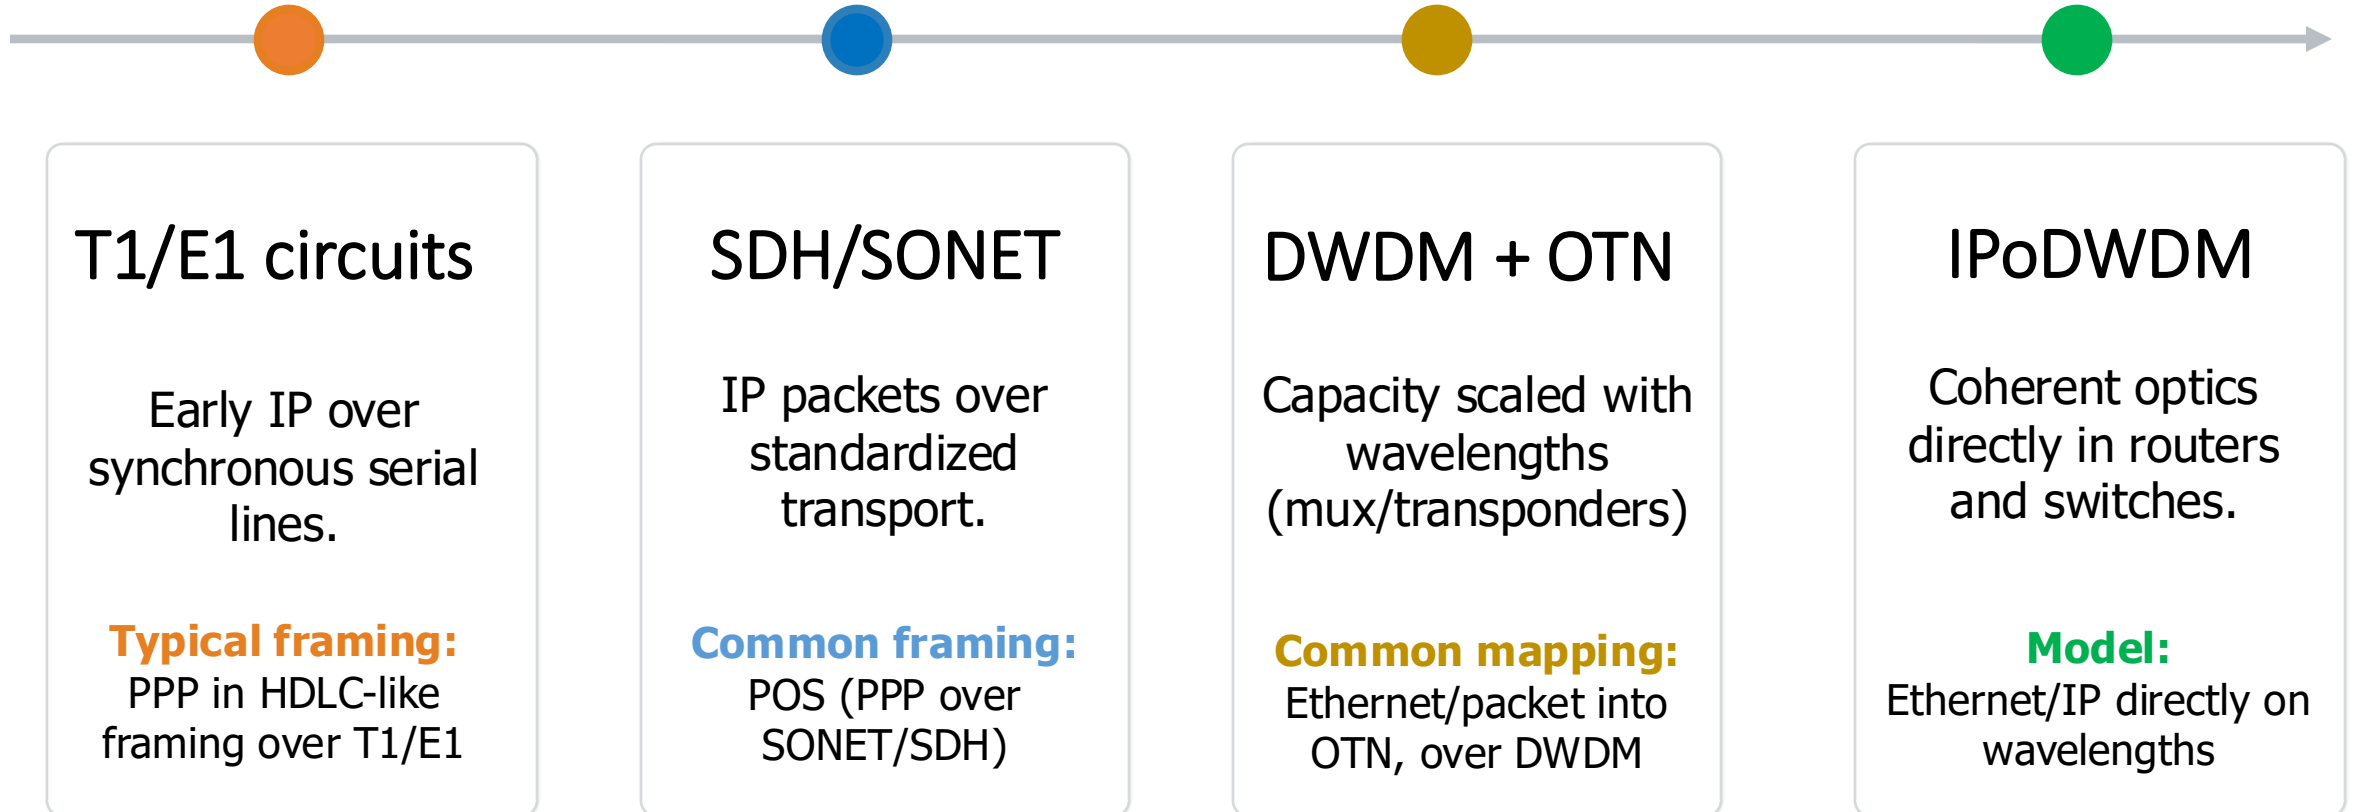 T1/E1 circuits
Early IP over
synchronous serial
lines.
Typical framing:
PPP in HDLC-like
framing over T1/E1
SDH/SONET
IP packets over
standardized
transport.
Common framing:
POS (PPP over
SONET/SDH)
DWDM + OTN
Capacity scaled with
wavelengths
(mux/transponders)
Common mapping:
Ethernet/packet into
OTN, over DWDM
IPoDWDM
Coherent optics
directly in routers
and switches.
Model:
Ethernet/IP directly on
wavelengths